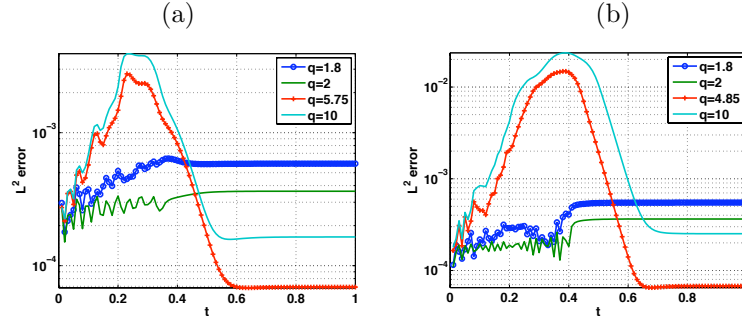 (a)
(b)
L² error
10⁻³
10⁻⁴
q=1.8
q=2
q=5.75
q=10
0 0.2 0.4 0.6 0.8 1
t
L² error
10⁻²
10⁻³
10⁻⁴
q=1.8
q=2
q=4.85
q=10
0 0.2 0.4 0.6 0.8
t